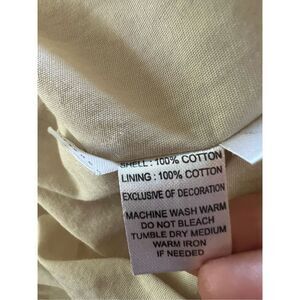 SHELL : 100% COTTON
LINING : 100% COTTON
EXCLUSIVE OF DECORATION
MACHINE WASH WARM
DO NOT BLEACH
TUMBLE DRY MEDIUM
WARM IRON
IF NEEDED